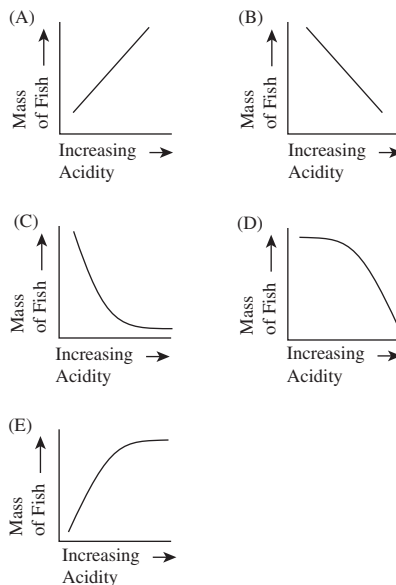 (A)
Mass
of Fish
Increasing
Acidity
(B)
Mass
of Fish
Increasing
Acidity
(C)
Mass
of Fish
Increasing
Acidity
(D)
Mass
of Fish
Increasing
Acidity
(E)
Mass
of Fish
Increasing
Acidity